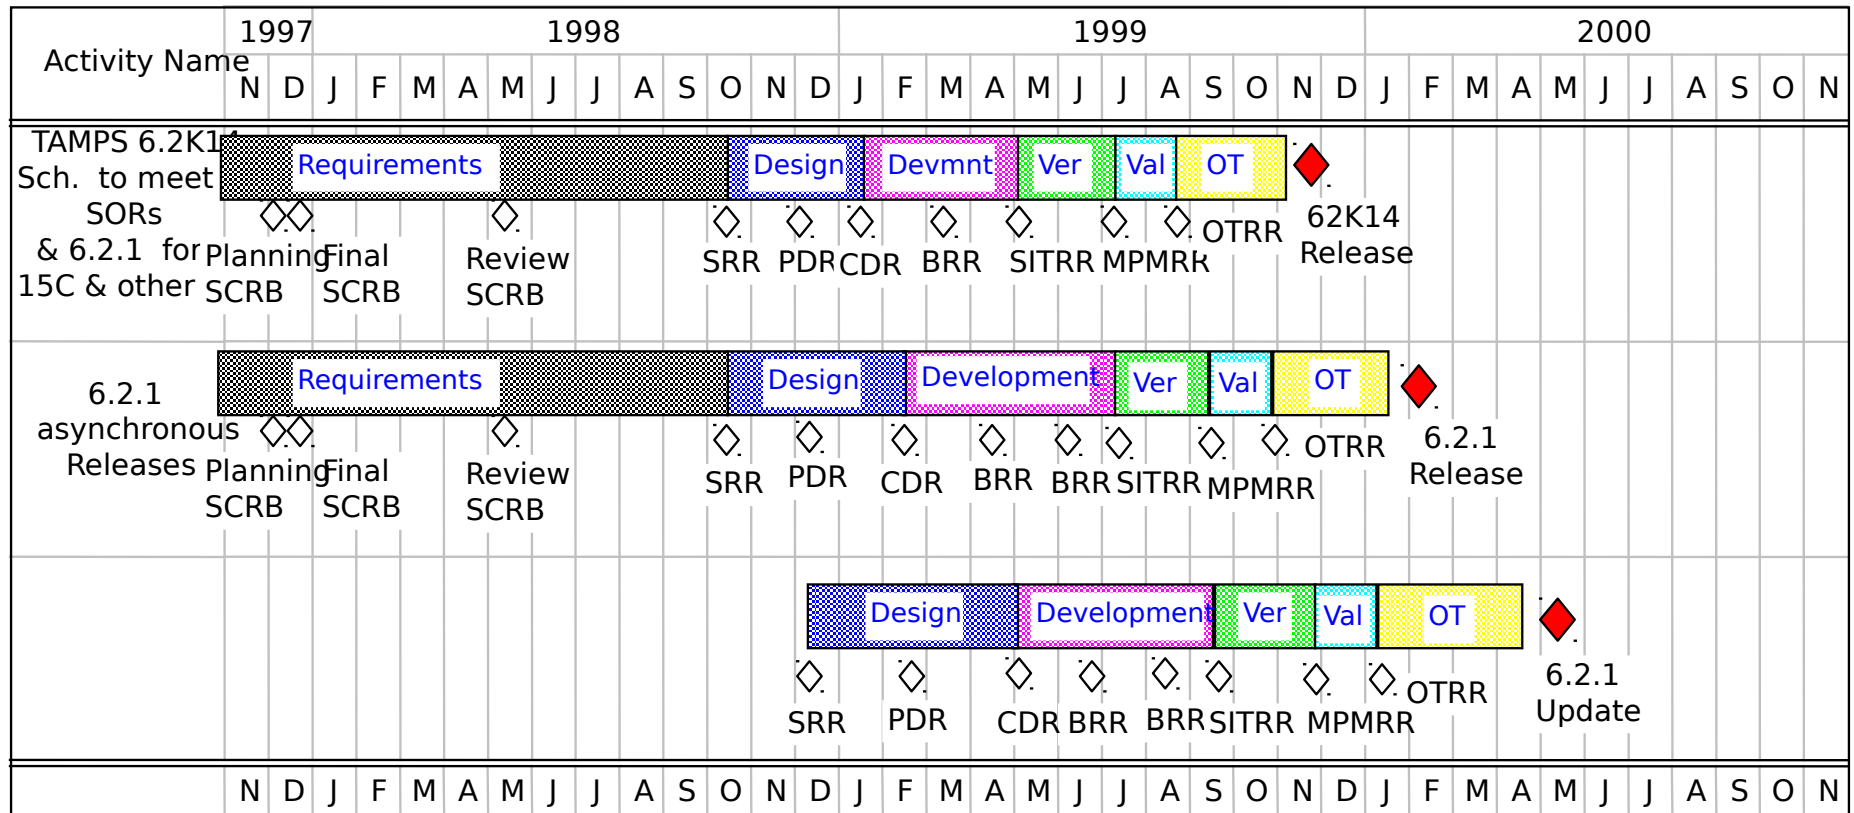 1997 1998 1999 2000
Activity Name
N D J F M A M J J A S O N D J F M A M J J A S O N D J F M A M J J A S O N
TAMPS 6.2K14
Sch. to meet
SORs
& 6.2.1 for
15C & other
Requirements Design Devmnt Ver Val OT
Planning
SCRB
Final
SCRB
Review
SCRB
SRR PDR CDR BRR SITRR MPMRR OTRR
62K14
Release
6.2.1
asynchronous
Releases
Requirements Design Development Ver Val OT
Planning
SCRB
Final
SCRB
Review
SCRB
SRR PDR CDR BRR BRR SITRR MPMRR OTRR
6.2.1
Release
Design Development Ver Val OT
SRR PDR CDR BRR BRR SITRR MPMRR OTRR
6.2.1
Update
N D J F M A M J J A S O N D J F M A M J J A S O N D J F M A M J J A S O N